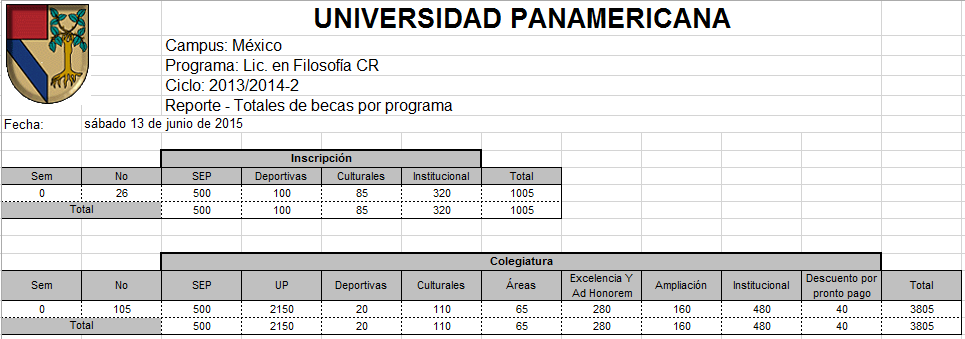 UNIVERSIDAD PANAMERICANA
Campus: México
Programa: Lic. en Filosofía CR
Ciclo: 2013/2014-2
Reporte - Totales de becas por programa
Fecha: sábado 13 de junio de 2015
Inscripción
Sem No SEP Deportivas Culturales Institucional Total
0 26 500 100 85 320 1005
Total 500 100 85 320 1005
Colegiatura
Sem No SEP UP Deportivas Culturales Áreas Excelencia Y Ad Honorem Ampliación Institucional Descuento por pronto pago Total
0 105 500 2150 20 110 65 280 160 480 40 3805
Total 500 2150 20 110 65 280 160 480 40 3805